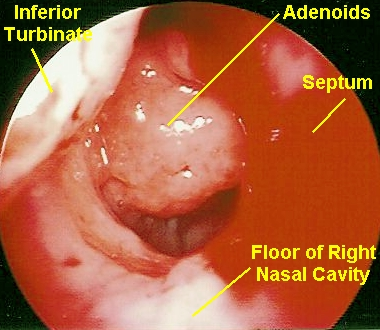 Inferior
Turbinate
Adenoids
Septum
Floor of Right
Nasal Cavity